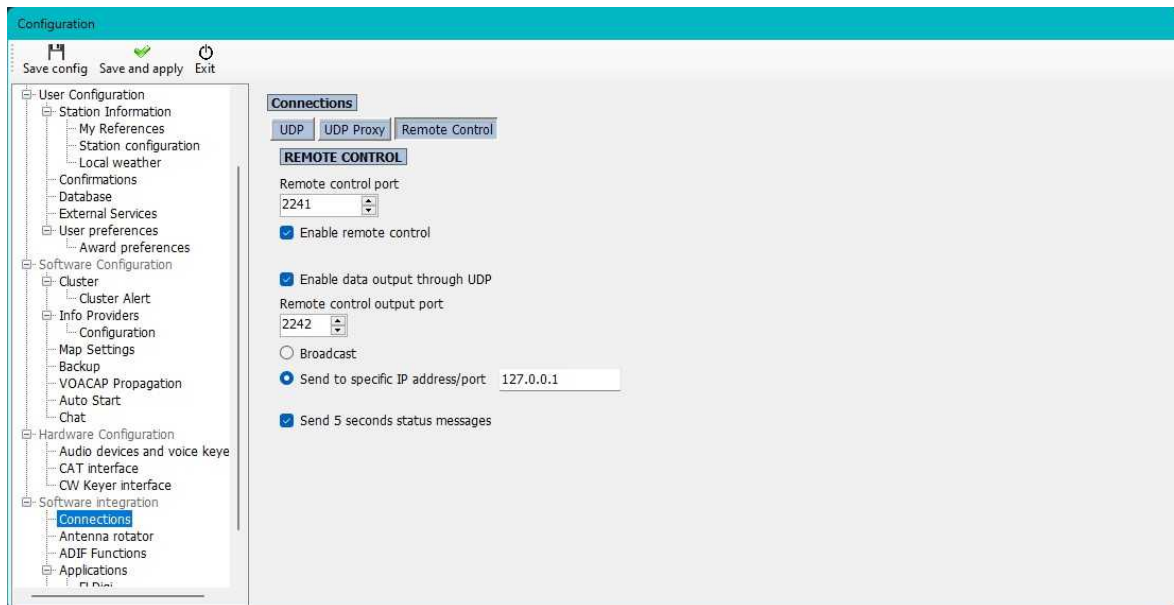 Configuration
Save config Save and apply Exit
User Configuration
Station Information
My References
Station configuration
Local weather
Confirmations
Database
External Services
User preferences
Award preferences
Software Configuration
Cluster
Cluster Alert
Info Providers
Configuration
Map Settings
Backup
VOACAP Propagation
Auto Start
Chat
Hardware Configuration
Audio devices and voice keye
CAT interface
CW Keyer interface
Software integration
Connections
Antenna rotator
ADIF Functions
Applications
Connections
UDP UDP Proxy Remote Control
REMOTE CONTROL
Remote control port
2241
Enable remote control
Enable data output through UDP
Remote control output port
2242
Broadcast
Send to specific IP address/port 127.0.0.1
Send 5 seconds status messages